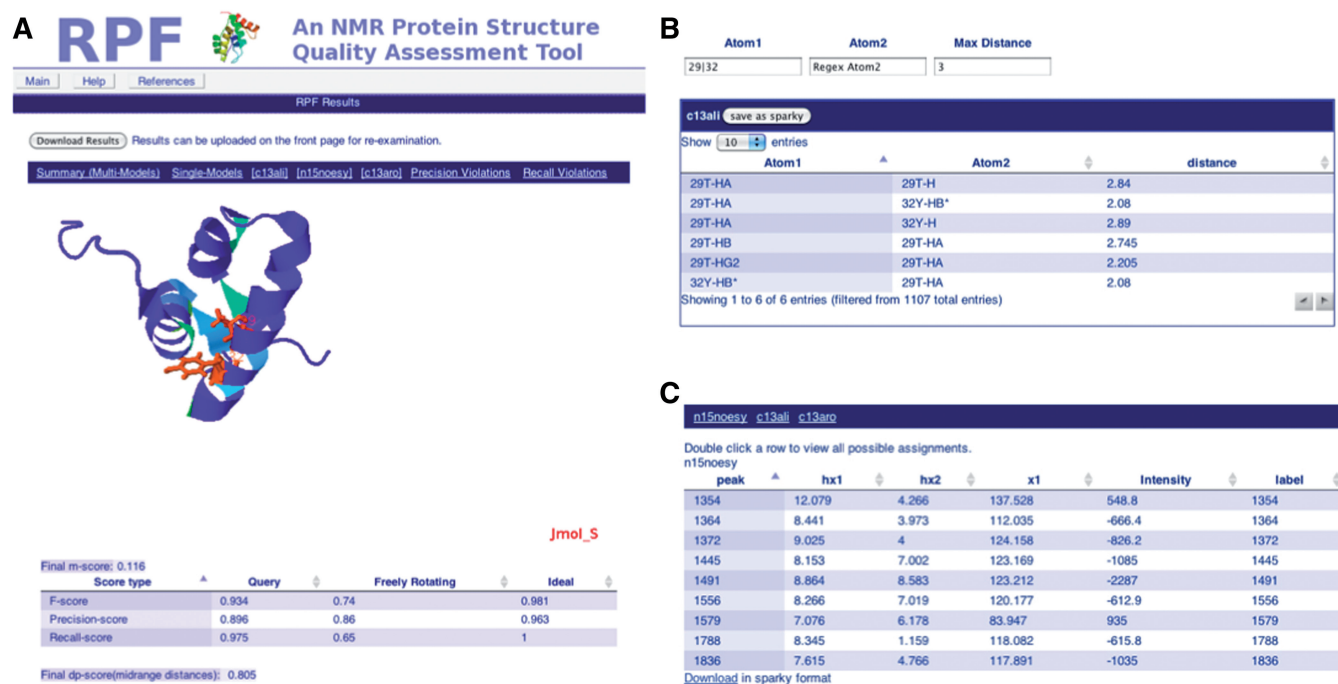 A
RPF
An NMR Protein Structure
Quality Assessment Tool
Main Help References
RPF Results
Download Results Results can be uploaded on the front page for re-examination.
Summary (Multi-Models) Single-Models [c13ali] [n15noesy] [c13aro] Precision Violations Recall Violations
Jmol_S
Final m-score: 0.116
Score type Query Freely Rotating Ideal
F-score 0.934 0.74 0.981
Precision-score 0.896 0.86 0.963
Recall-score 0.975 0.65 1
Final dp-score(midrange distances): 0.805
B
Atom1 Atom2 Max Distance
29|32 Regex Atom2 3
c13ali save as sparky
Show 10 entries
Atom1 Atom2 distance
29T-HA 29T-H 2.84
29T-HA 32Y-HB* 2.08
29T-HA 32Y-H 2.89
29T-HB 29T-HA 2.745
29T-HG2 29T-HA 2.205
32Y-HB* 29T-HA 2.08
Showing 1 to 6 of 6 entries (filtered from 1107 total entries)
C
n15noesy c13ali c13aro
Double click a row to view all possible assignments.
n15noesy
peak hx1 hx2 x1 Intensity label
1354 12.079 4.266 137.528 548.8 1354
1364 8.441 3.973 112.035 -666.4 1364
1372 9.025 4 124.158 -826.2 1372
1445 8.153 7.002 123.169 -1085 1445
1491 8.864 8.583 123.212 -2287 1491
1556 8.266 7.019 120.177 -612.9 1556
1579 7.076 6.178 83.947 935 1579
1788 8.345 1.159 118.082 -615.8 1788
1836 7.615 4.766 117.891 -1035 1836
Download in sparky format